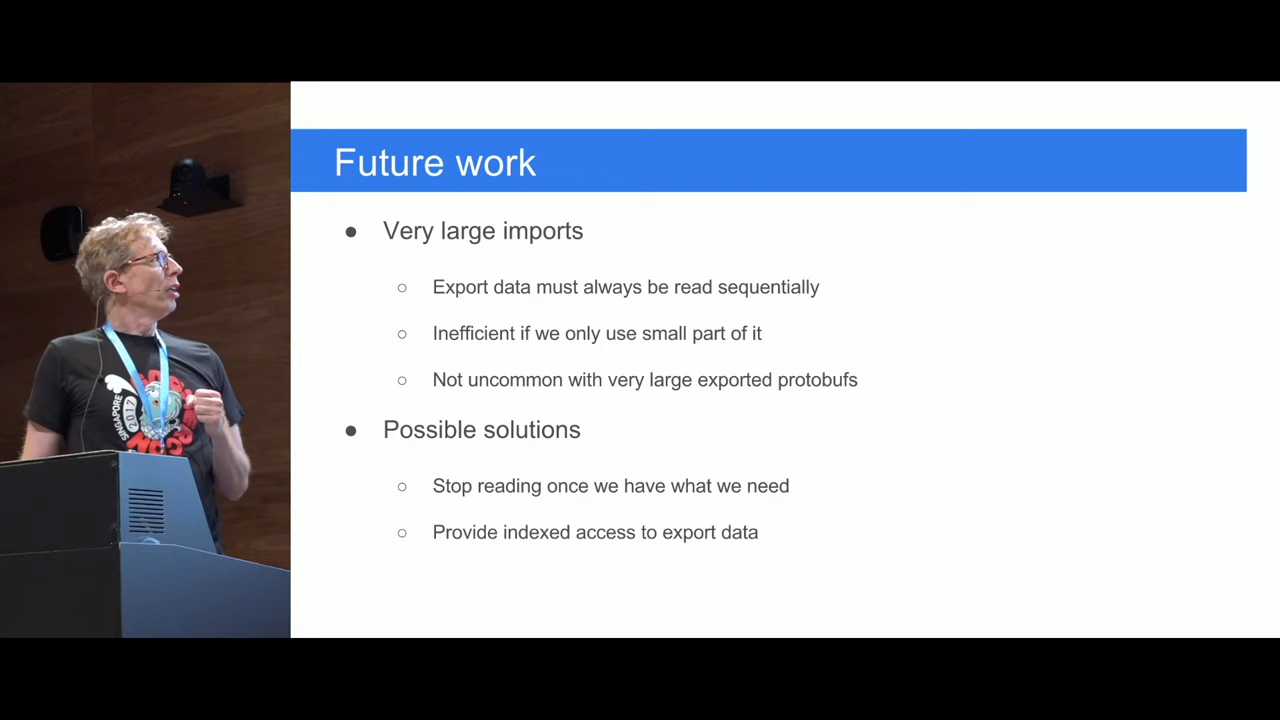 Future work
● Very large imports
○ Export data must always be read sequentially
○ Inefficient if we only use small part of it
○ Not uncommon with very large exported protobufs
● Possible solutions
○ Stop reading once we have what we need
○ Provide indexed access to export data
SINGAPORE
2017